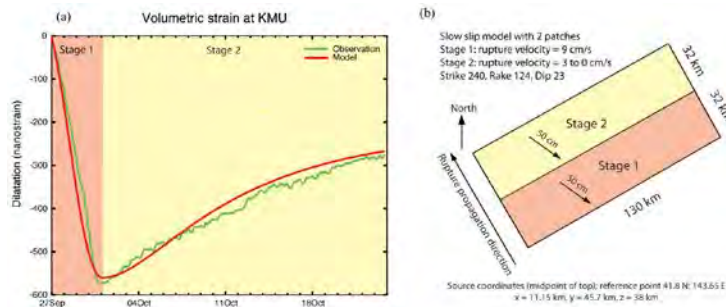 (a)
Volumetric strain at KMU
Stage 1
Stage 2
Observation
Model
Dilatation (nanostrain)
0
-100
-200
-300
-400
-500
-600
27Sep
04Oct
11Oct
18Oct
(b)
Slow slip model with 2 patches
Stage 1: rupture velocity = 9 cm/s
Stage 2: rupture velocity = 3 to 0 cm/s
Strike 240, Rake 124, Dip 23
North
Rupture propagation direction
32 km
32 km
Stage 2
50 cm
Stage 1
50 cm
130 km
Source coordinates (midpoint of top); reference point 41.8 N;
x = 11.15 km, y = 45.7 km, z = 38 km